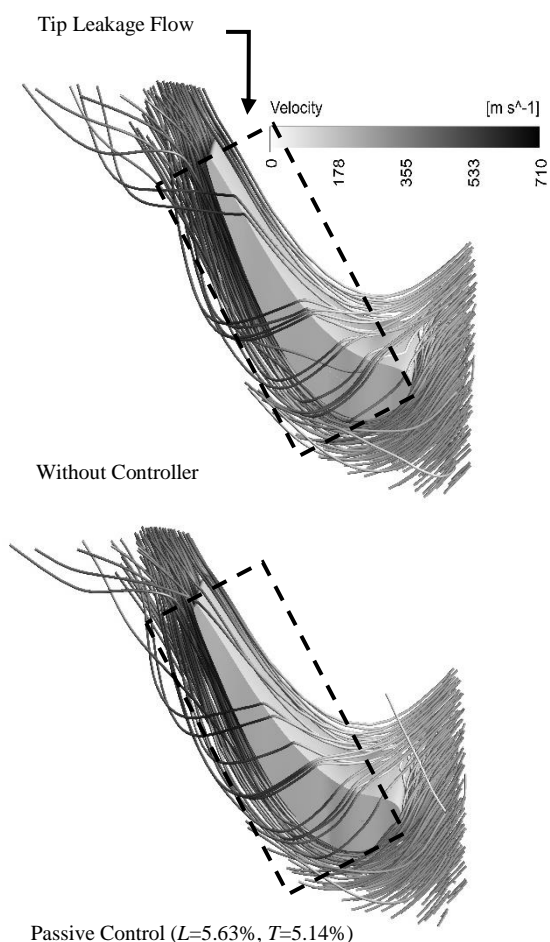 Tip Leakage Flow
Velocity [m s^-1]
0 178 355 533 710
Without Controller
Passive Control (L=5.63%, T=5.14%)